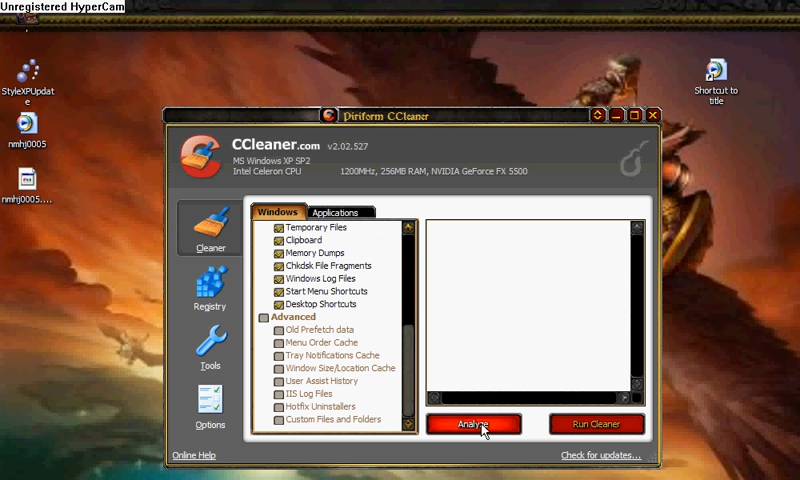 Unregistered HyperCam
StyleXPUpdat
e
nmhj0005
nmhj0005....
Shortcut to
title
Piriform CCleaner
CCleaner.com v2.02.527
MS Windows XP SP2
Intel Celeron CPU 1200MHz, 256MB RAM, NVIDIA GeForce FX 5500
Cleaner
Registry
Tools
Options
Windows Applications
Temporary Files
Clipboard
Memory Dumps
Chkdsk File Fragments
Windows Log Files
Start Menu Shortcuts
Desktop Shortcuts
Advanced
Old Prefetch data
Menu Order Cache
Tray Notifications Cache
Window Size/Location Cache
User Assist History
IIS Log Files
Hotfix Uninstallers
Custom Files and Folders
Analyze Run Cleaner
Online Help Check for updates...